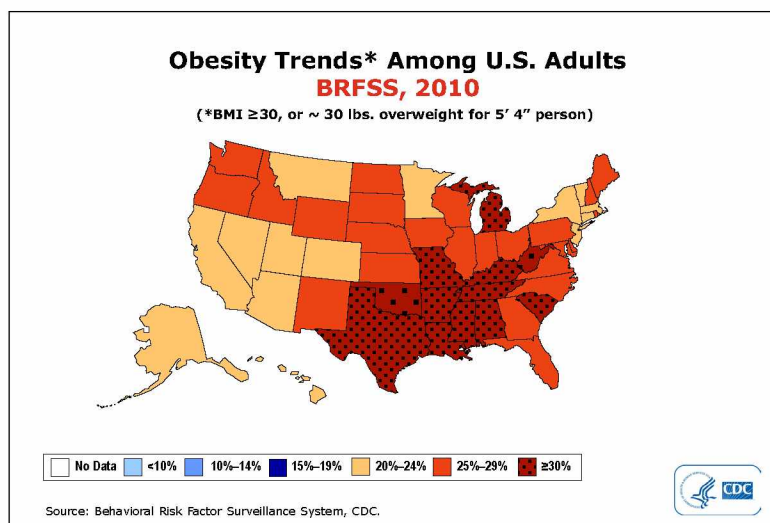 Obesity Trends* Among U.S. Adults
BRFSS, 2010
(*BMI ≥30, or ~ 30 lbs. overweight for 5’ 4” person)
No Data <10% 10%–14% 15%–19% 20%–24% 25%–29% ≥30%
CDC
Source: Behavioral Risk Factor Surveillance System, CDC.